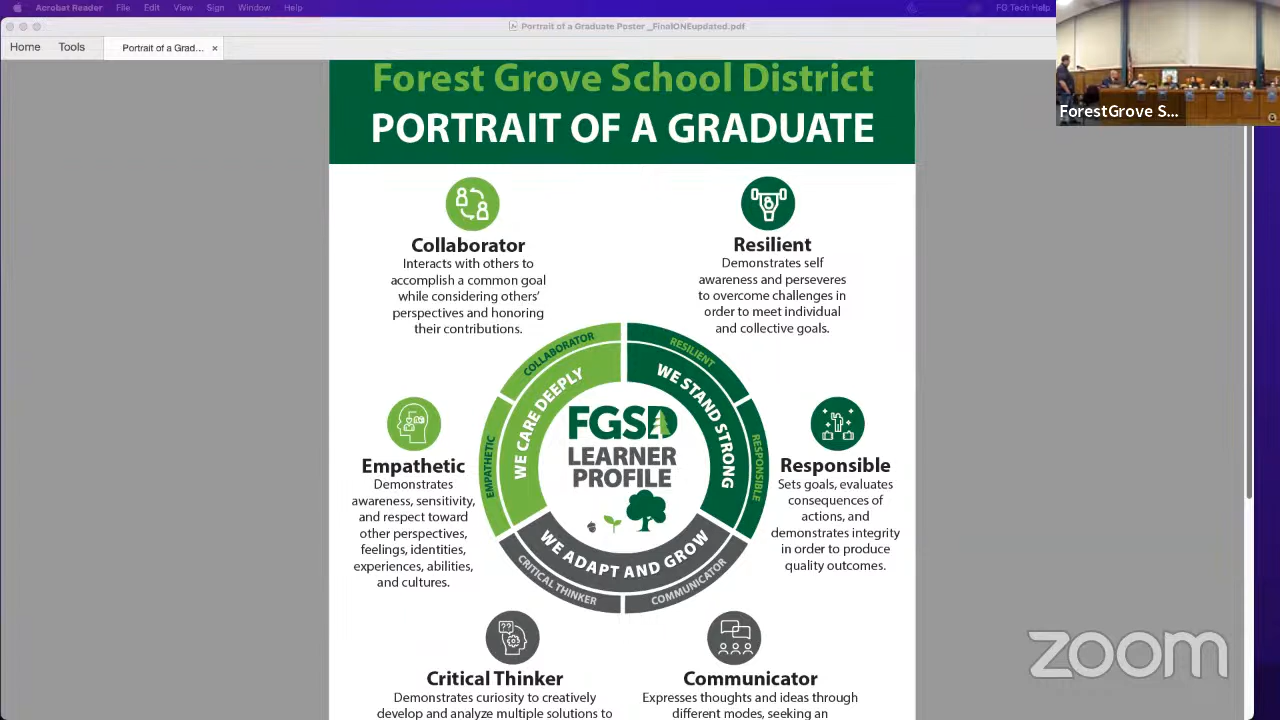 Acrobat Reader File Edit View Sign Window Help FG Tech Help
Portrait of a Graduate Poster _FinalONEupdated.pdf
Home Tools Portrait of a Grad... ×
ForestGrove S...
Forest Grove School District
PORTRAIT OF A GRADUATE
Collaborator
Interacts with others to
accomplish a common goal
while considering others'
perspectives and honoring
their contributions.
Resilient
Demonstrates self
awareness and perseveres
to overcome challenges in
order to meet individual
and collective goals.
COLLABORATOR
RESILIENT
WE CARE DEEPLY
WE STAND STRONG
EMPATHETIC
RESPONSIBLE
FGSD
LEARNER
PROFILE
WE ADAPT AND GROW
CRITICAL THINKER
COMMUNICATOR
Empathetic
Demonstrates
awareness, sensitivity,
and respect toward
other perspectives,
feelings, identities,
experiences, abilities,
and cultures.
Responsible
Sets goals, evaluates
consequences of
actions, and
demonstrates integrity
in order to produce
quality outcomes.
??
Critical Thinker
Demonstrates curiosity to creatively
develop and analyze multiple solutions to
Communicator
Expresses thoughts and ideas through
different modes, seeking an
zoom